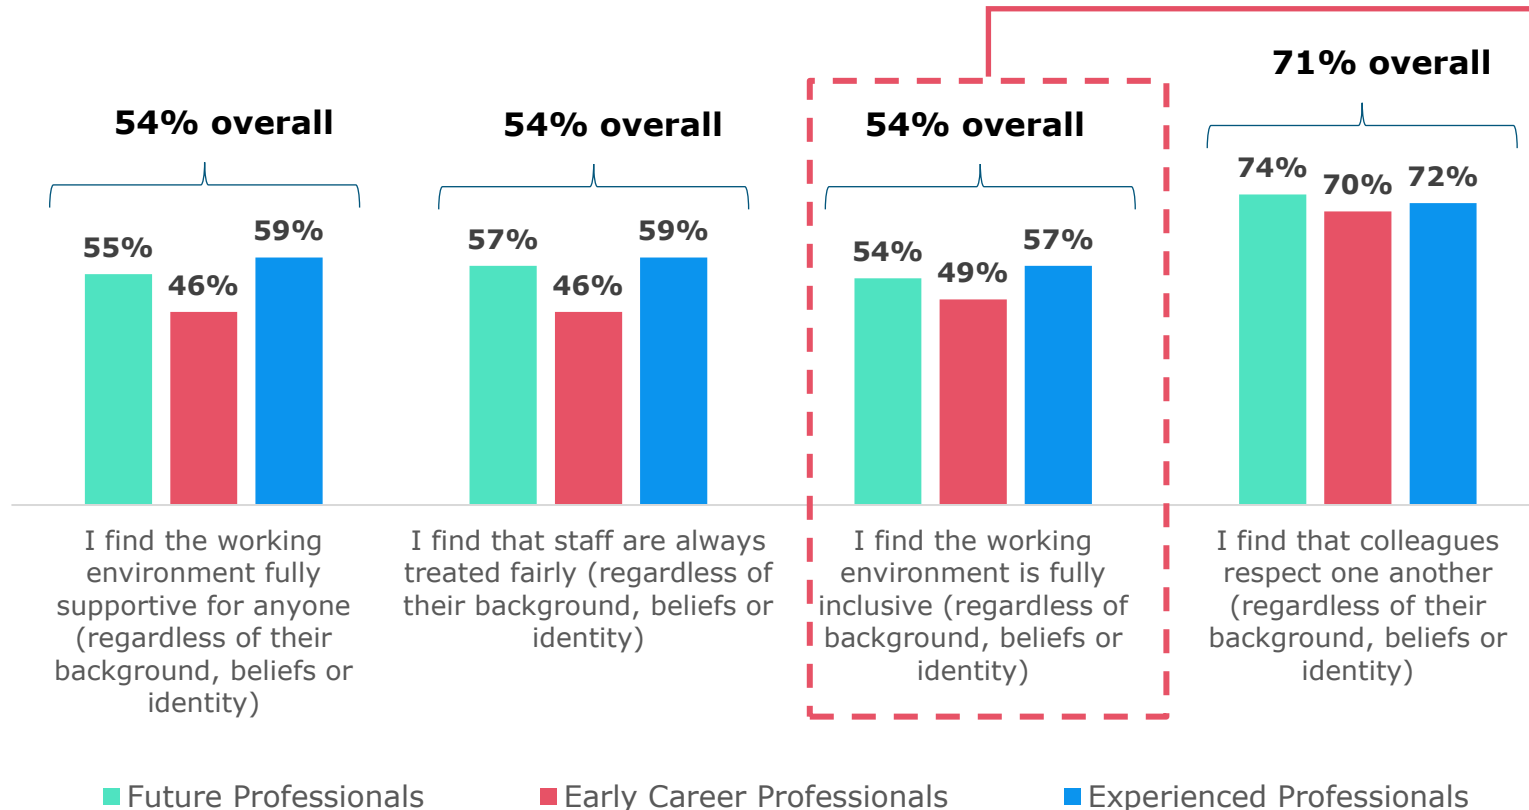 71% overall
54% overall
54% overall
54% overall
74%
70%
72%
55%
46%
59%
57%
46%
59%
54%
49%
57%
I find the working
environment fully
supportive for anyone
(regardless of their
background, beliefs or
identity)
I find that staff are always
treated fairly (regardless of
their background, beliefs or
identity)
I find the working
environment is fully
inclusive (regardless of
background, beliefs or
identity)
I find that colleagues
respect one another
(regardless of their
background, beliefs or
identity)
Future Professionals
Early Career Professionals
Experienced Professionals